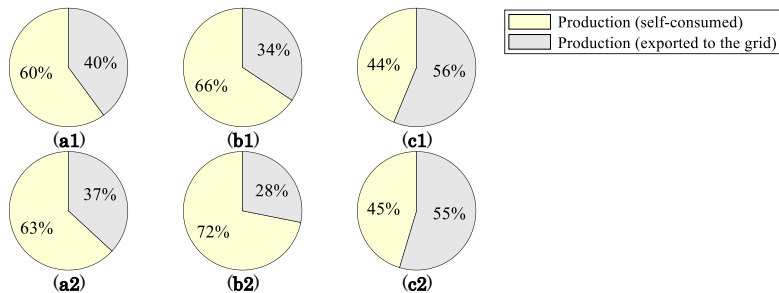 Production (self-consumed)
Production (exported to the grid)
60% 40%
66% 34%
44% 56%
(a1) (b1) (c1)
63% 37%
72% 28%
45% 55%
(a2) (b2) (c2)